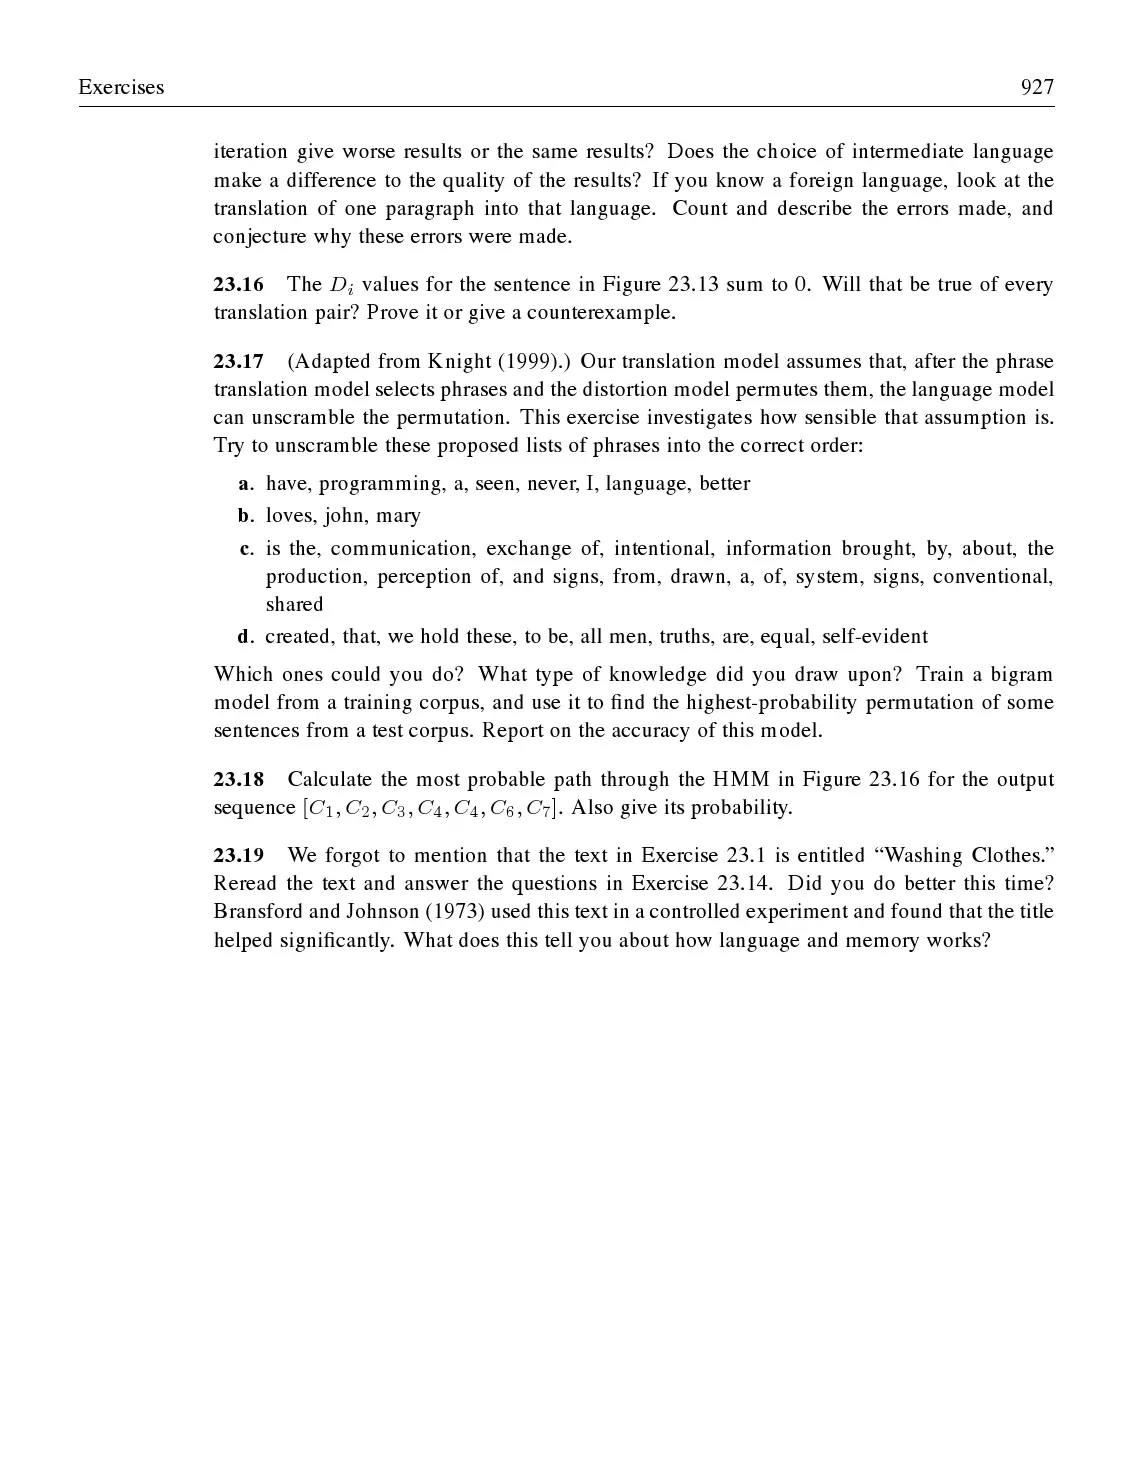 Exercises 927
iteration give worse results or the same results? Does the choice of intermediate language
make a difference to the quality of the results? If you know a foreign language, look at the
translation of one paragraph into that language. Count and describe the errors made, and
conjecture why these errors were made.
23.16 The Dᵢ values for the sentence in Figure 23.13 sum to 0. Will that be true of every
translation pair? Prove it or give a counterexample.
23.17 (Adapted from Knight (1999).) Our translation model assumes that, after the phrase
translation model selects phrases and the distortion model permutes them, the language model
can unscramble the permutation. This exercise investigates how sensible that assumption is.
Try to unscramble these proposed lists of phrases into the correct order:
a. have, programming, a, seen, never, I, language, better
b. loves, john, mary
c. is the, communication, exchange of, intentional, information brought, by, about, the
production, perception of, and signs, from, drawn, a, of, system, signs, conventional,
shared
d. created, that, we hold these, to be, all men, truths, are, equal, self-evident
Which ones could you do? What type of knowledge did you draw upon? Train a bigram
model from a training corpus, and use it to find the highest-probability permutation of some
sentences from a test corpus. Report on the accuracy of this model.
23.18 Calculate the most probable path through the HMM in Figure 23.16 for the output
sequence [C₁, C₂, C₃, C₄, C₄, C₆, C₇]. Also give its probability.
23.19 We forgot to mention that the text in Exercise 23.1 is entitled “Washing Clothes.”
Reread the text and answer the questions in Exercise 23.14. Did you do better this time?
Bransford and Johnson (1973) used this text in a controlled experiment and found that the title
helped significantly. What does this tell you about how language and memory works?